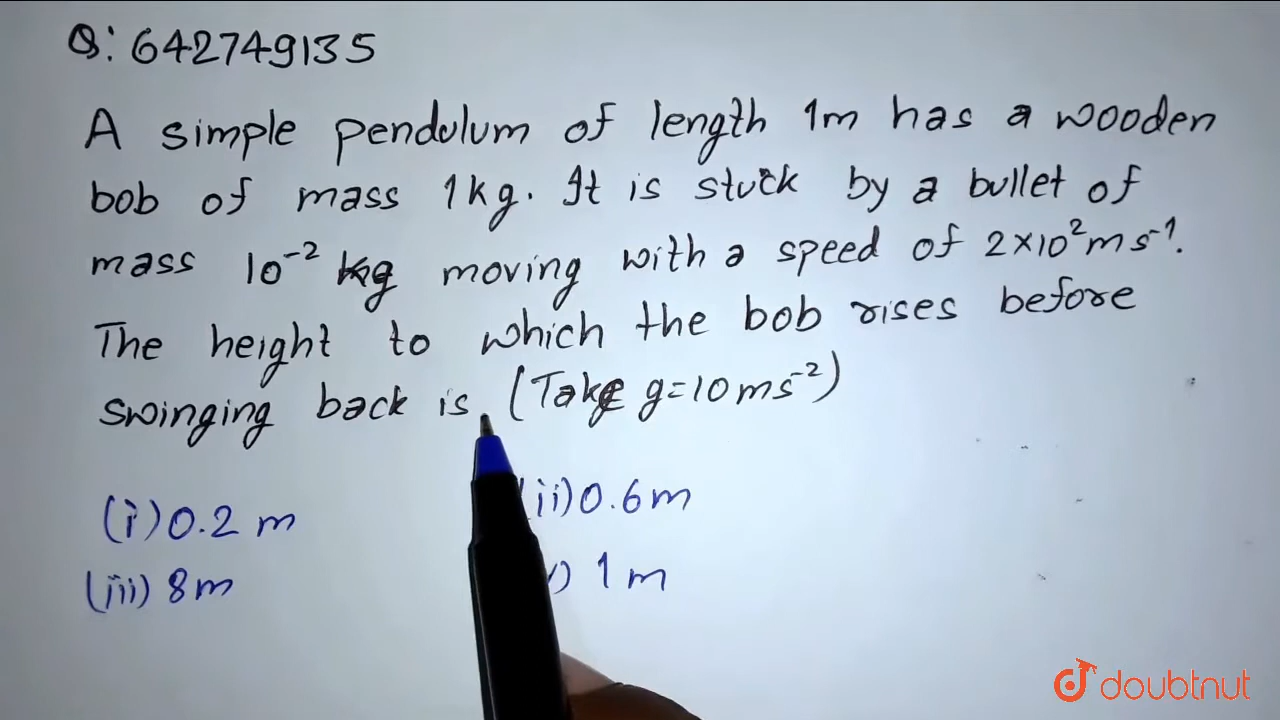 Q: 642749135
A simple pendulum of length 1m has a wooden
bob of mass 1kg. It is stuck by a bullet of
mass 10⁻² kg moving with a speed of 2×10² m s⁻¹.
The height to which the bob rises before
swinging back is. (Take g=10 ms⁻²)
(i) 0.2 m (ii) 0.6 m
(iii) 8 m ) 1 m
doubtnut